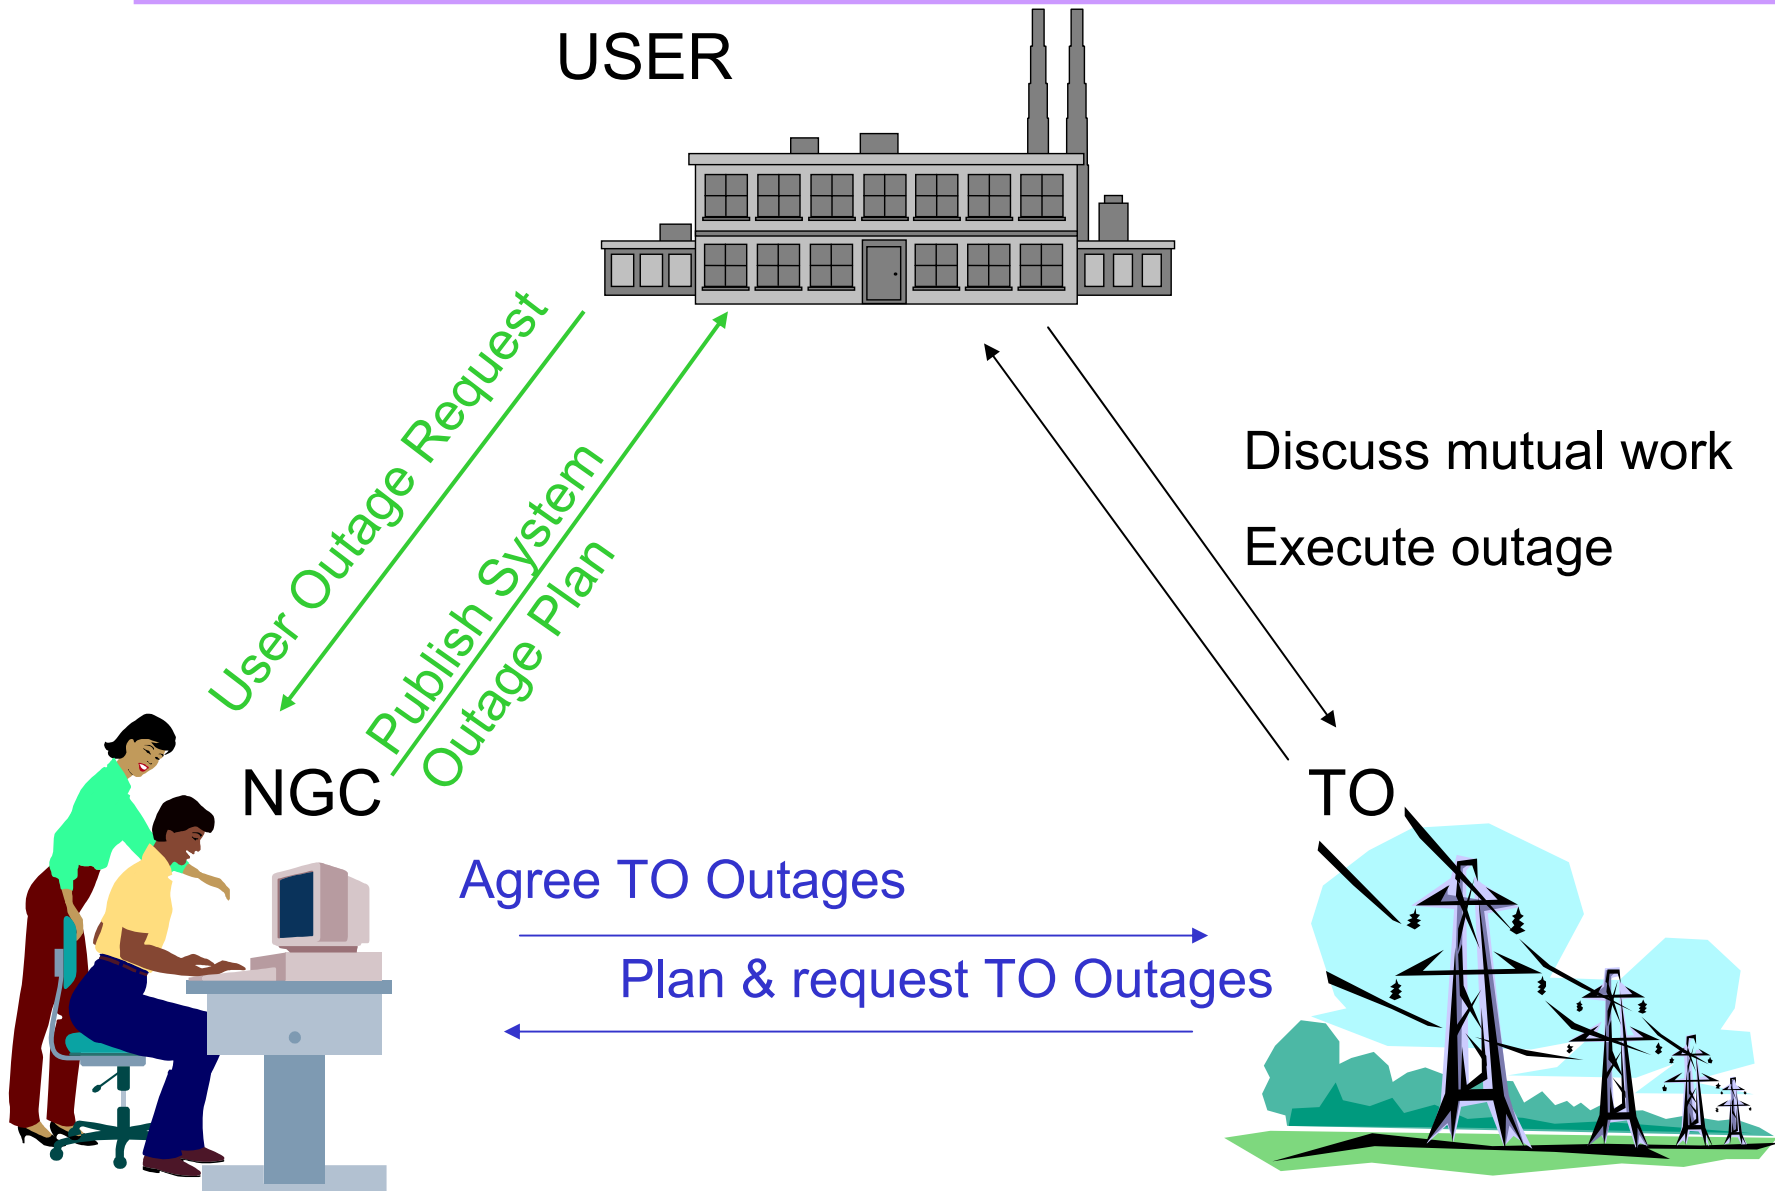 USER
User Outage Request
Publish System
Outage Plan
Discuss mutual work
Execute outage
NGC
TO
Agree TO Outages
Plan & request TO Outages